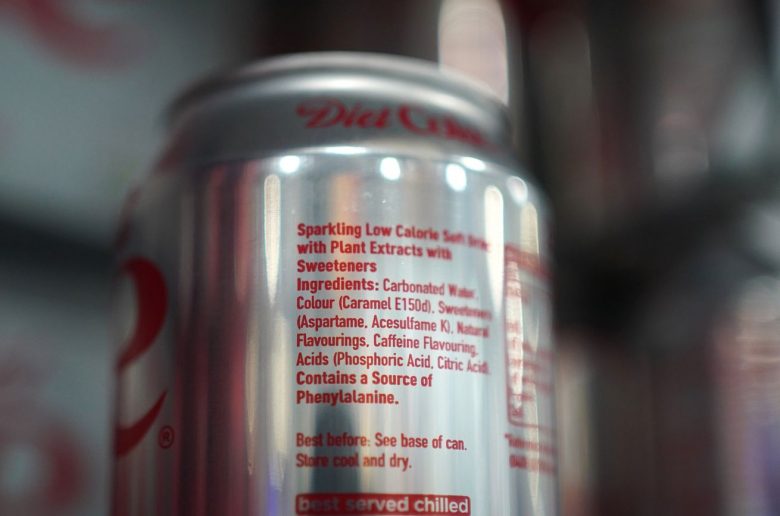 Diet Coke
Sparkling Low Calorie Soft Drink
with Plant Extracts with
Sweeteners
Ingredients: Carbonated Water,
Colour (Caramel E150d), Sweeteners
(Aspartame, Acesulfame K), Natural
Flavourings, Caffeine Flavouring,
Acids (Phosphoric Acid, Citric Acid).
Contains a Source of
Phenylalanine.
Best before: See base of can.
Store cool and dry.
best served chilled
e
®